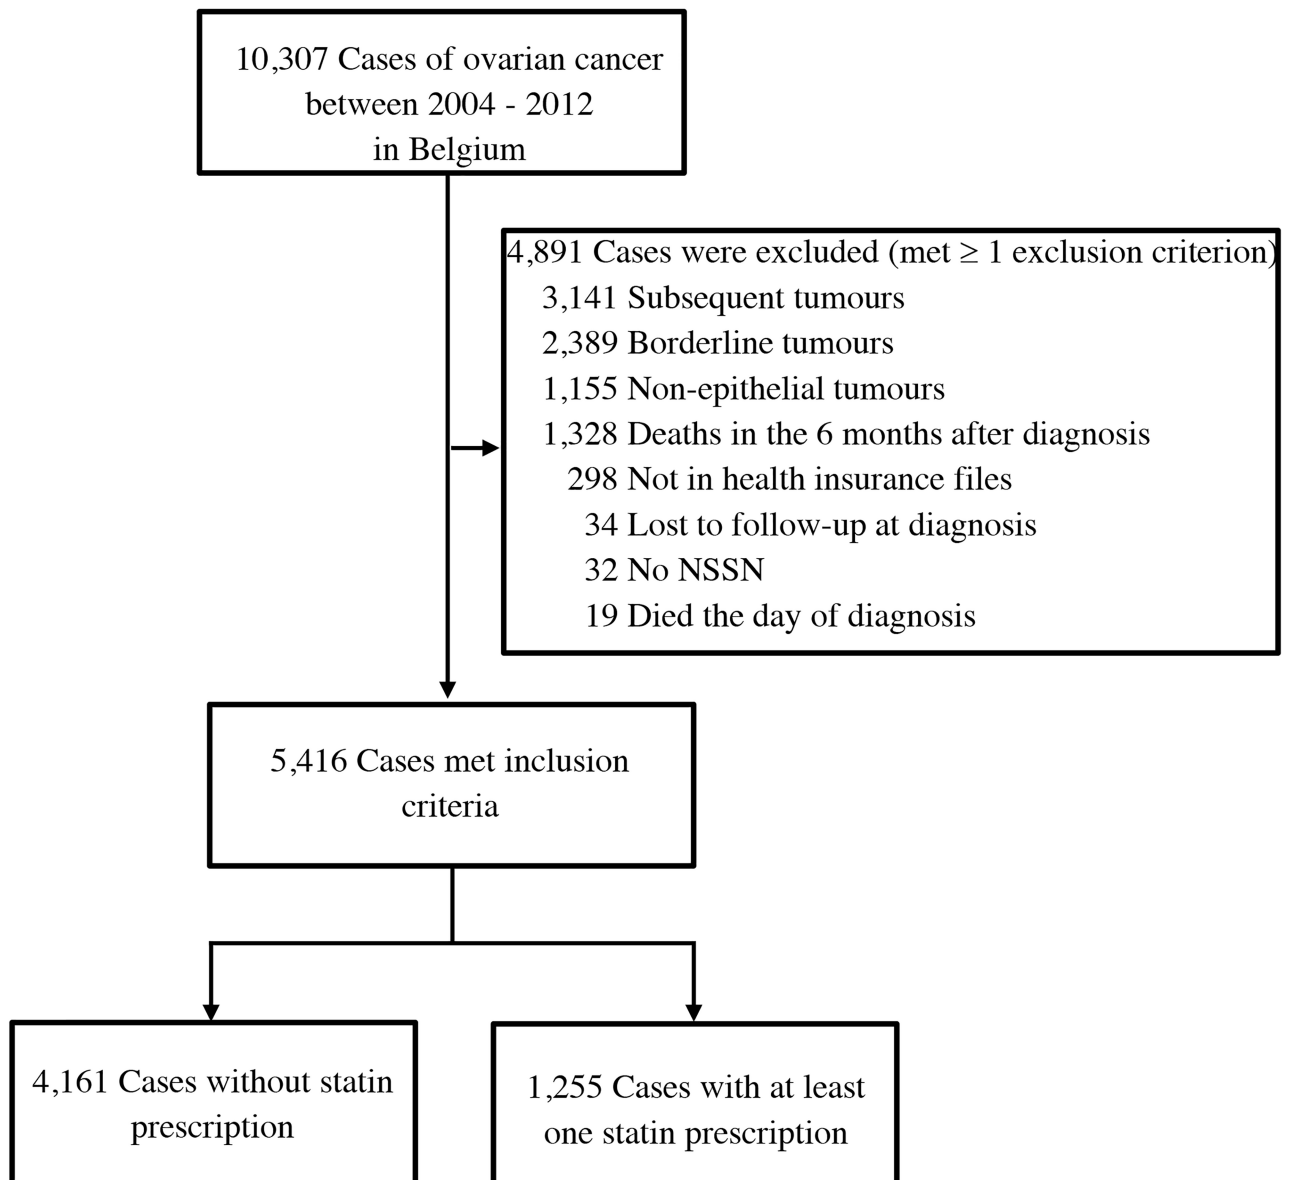 10,307 Cases of ovarian cancer
between 2004 - 2012
in Belgium
4,891 Cases were excluded (met ≥ 1 exclusion criterion)
3,141 Subsequent tumours
2,389 Borderline tumours
1,155 Non-epithelial tumours
1,328 Deaths in the 6 months after diagnosis
298 Not in health insurance files
34 Lost to follow-up at diagnosis
32 No NSSN
19 Died the day of diagnosis
5,416 Cases met inclusion
criteria
4,161 Cases without statin
prescription
1,255 Cases with at least
one statin prescription